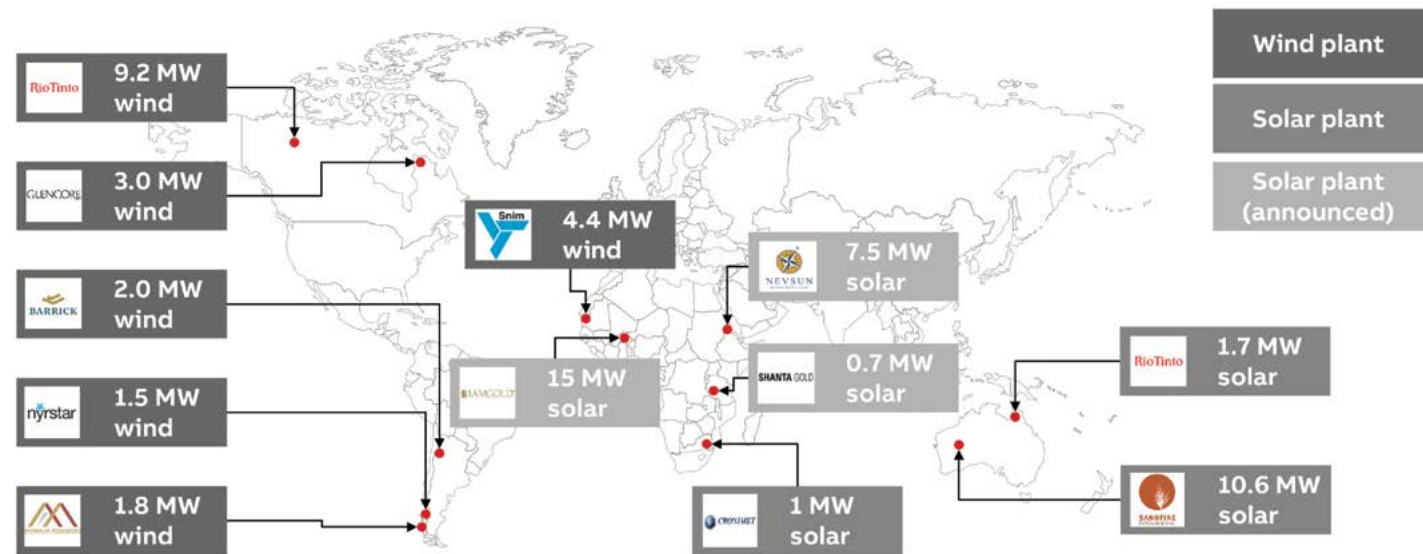 Wind plant
Solar plant
Solar plant
(announced)
RioTinto
9.2 MW
wind
GLENCORE
3.0 MW
wind
BARRICK
2.0 MW
wind
nyrstar
1.5 MW
wind
1.8 MW
wind
Snim
4.4 MW
wind
IAMGOLD
15 MW
solar
NEVSUN
7.5 MW
solar
SHANTA GOLD
0.7 MW
solar
CRONIMET
1 MW
solar
RioTinto
1.7 MW
solar
SANDFIRE
10.6 MW
solar